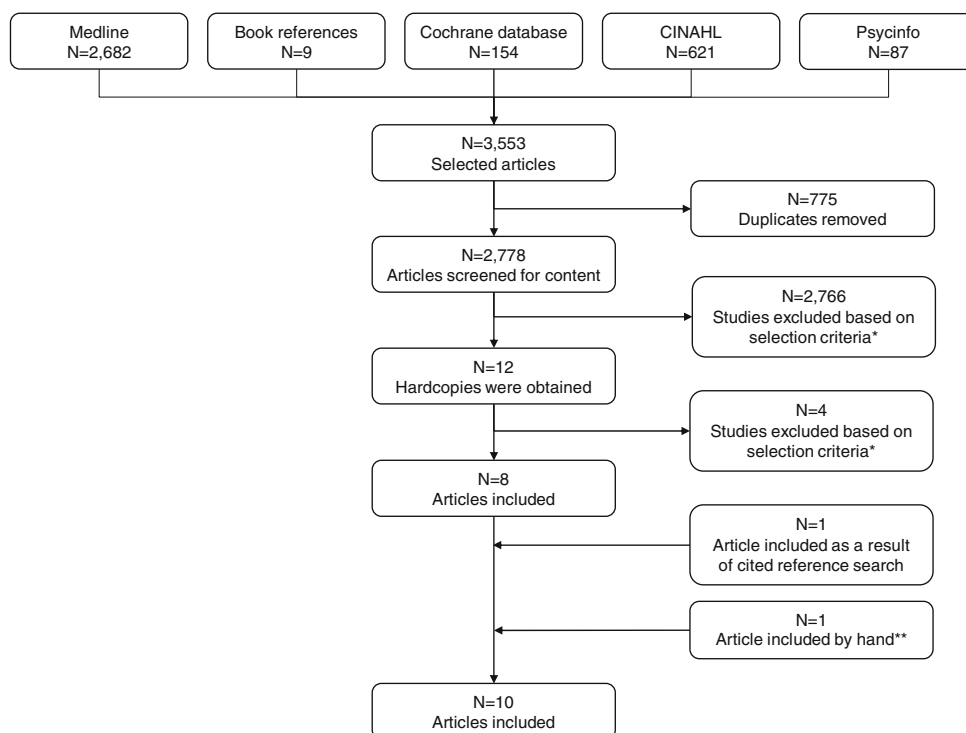 Medline
N=2,682
Book references
N=9
Cochrane database
N=154
CINAHL
N=621
Psycinfo
N=87
N=3,553
Selected articles
N=775
Duplicates removed
N=2,778
Articles screened for content
N=2,766
Studies excluded based on
selection criteria*
N=12
Hardcopies were obtained
N=4
Studies excluded based on
selection criteria*
N=8
Articles included
N=1
Article included as a result
of cited reference search
N=1
Article included by hand**
N=10
Articles included